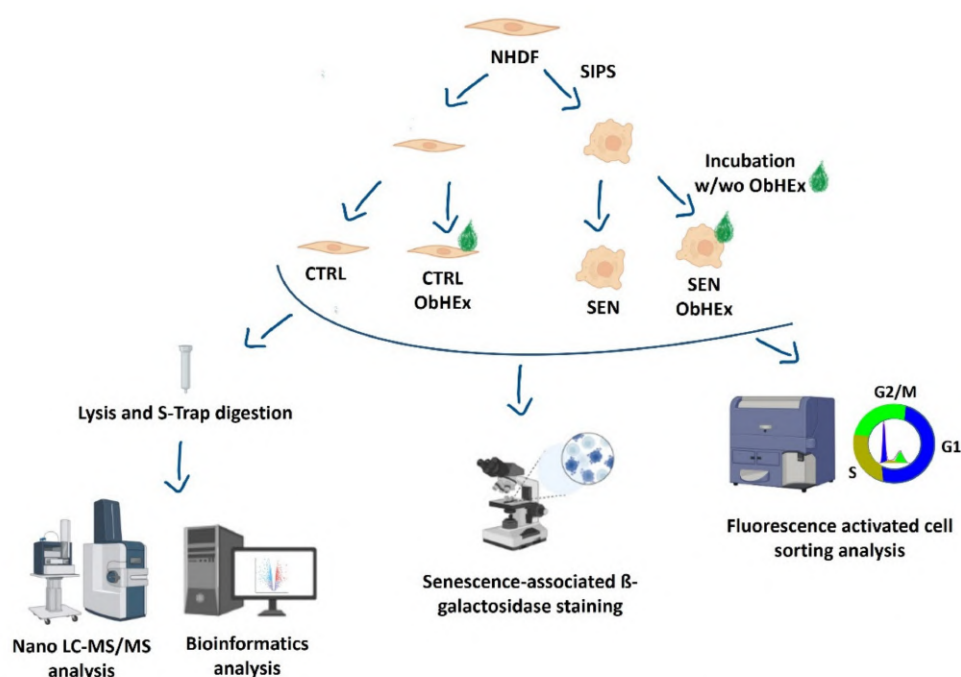 NHDF
SIPS
Incubation
w/wo ObHEx
CTRL
CTRL
ObHEx
SEN
SEN
ObHEx
Lysis and S-Trap digestion
G2/M
G1
S
Fluorescence activated cell
sorting analysis
Senescence-associated ß-
galactosidase staining
Nano LC-MS/MS
analysis
Bioinformatics
analysis